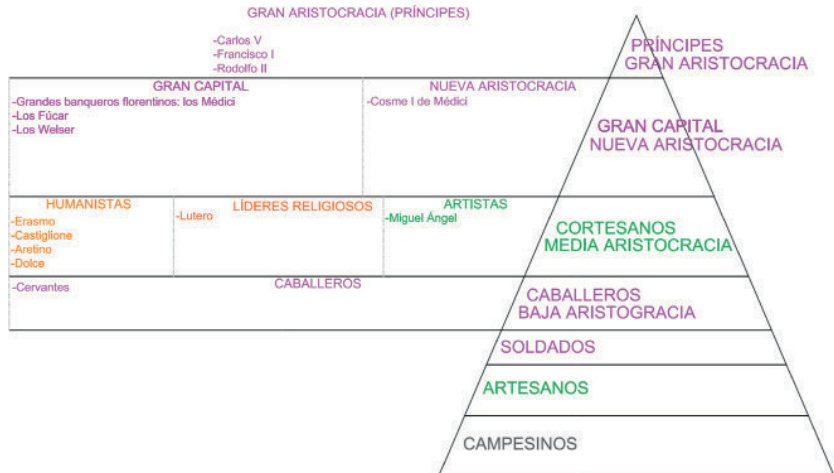 GRAN ARISTOCRACIA (PRÍNCIPES)
-Carlos V
-Francisco I
-Rodolfo II
PRÍNCIPES
GRAN ARISTOCRACIA
GRAN CAPITAL
-Grandes banqueros florentinos: los Médici
-Los Fúcar
-Los Welser
NUEVA ARISTOCRACIA
-Cosme I de Médici
GRAN CAPITAL
NUEVA ARISTOCRACIA
HUMANISTAS
-Erasmo
-Castiglione
-Aretino
-Dolce
LÍDERES RELIGIOSOS
-Lutero
ARTISTAS
-Miguel Ángel
CORTESANOS
MEDIA ARISTOCRACIA
CABALLEROS
-Cervantes
CABALLEROS
BAJA ARISTOGRACIA
SOLDADOS
ARTESANOS
CAMPESINOS